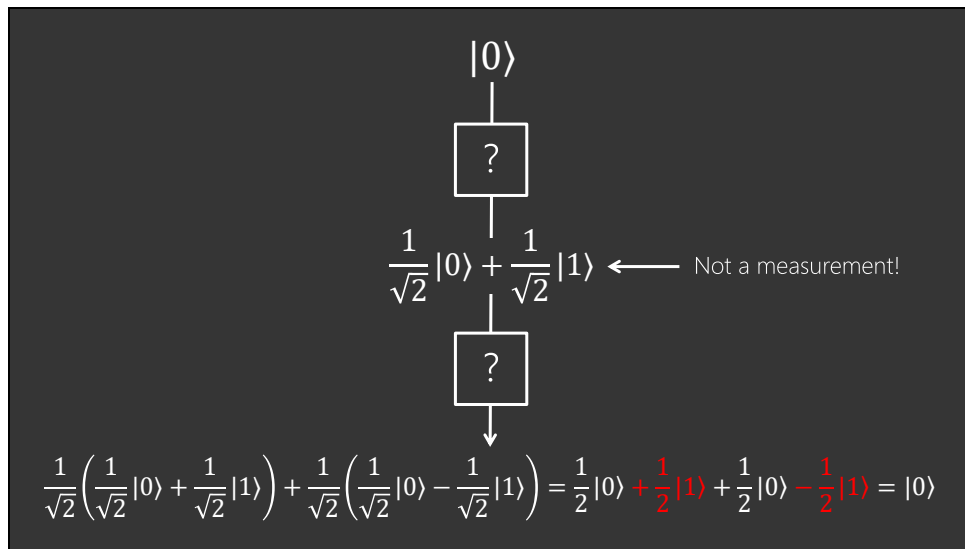 |0⟩
?
1/√2 |0⟩ + 1/√2 |1⟩ Not a measurement!
?
1/√2 (1/√2 |0⟩ + 1/√2 |1⟩) + 1/√2 (1/√2 |0⟩ − 1/√2 |1⟩) = 1/2 |0⟩ + 1/2 |1⟩ + 1/2 |0⟩ − 1/2 |1⟩ = |0⟩